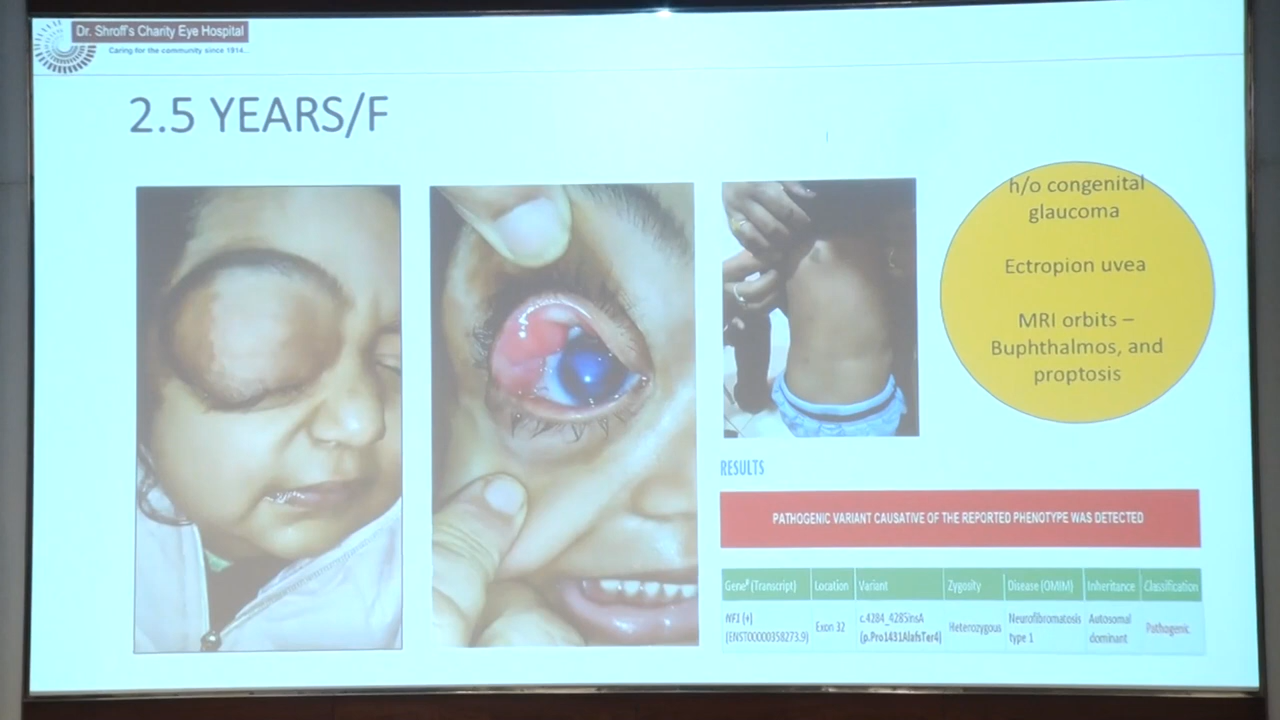 Dr. Shroff's Charity Eye Hospital
Caring for the community since 1914...
2.5 YEARS/F
h/o congenital
glaucoma
Ectropion uvea
MRI orbits –
Buphthalmos, and
proptosis
RESULTS
PATHOGENIC VARIANT CAUSATIVE OF THE REPORTED PHENOTYPE WAS DETECTED
Gene# (Transcript) Location Variant Zygosity Disease (OMIM) Inheritance Classification
NF1 (+) Exon 32 c.4284_4285insA Heterozygous Neurofibromatosis Autosomal Pathogenic
(ENST00000358273.9) (p.Pro1431AlafsTer4) type 1 dominant